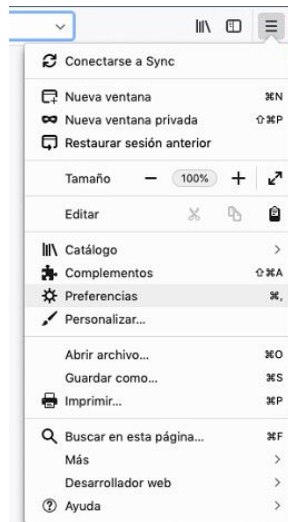 Conectarse a Sync
Nueva ventana ⌘N
Nueva ventana privada ⇧⌘P
Restaurar sesión anterior
Tamaño − 100% +
Editar
Catálogo >
Complementos ⇧⌘A
Preferencias ⌘,
Personalizar...
Abrir archivo... ⌘O
Guardar como... ⌘S
Imprimir... ⌘P
Buscar en esta página... ⌘F
Más >
Desarrollador web >
Ayuda >